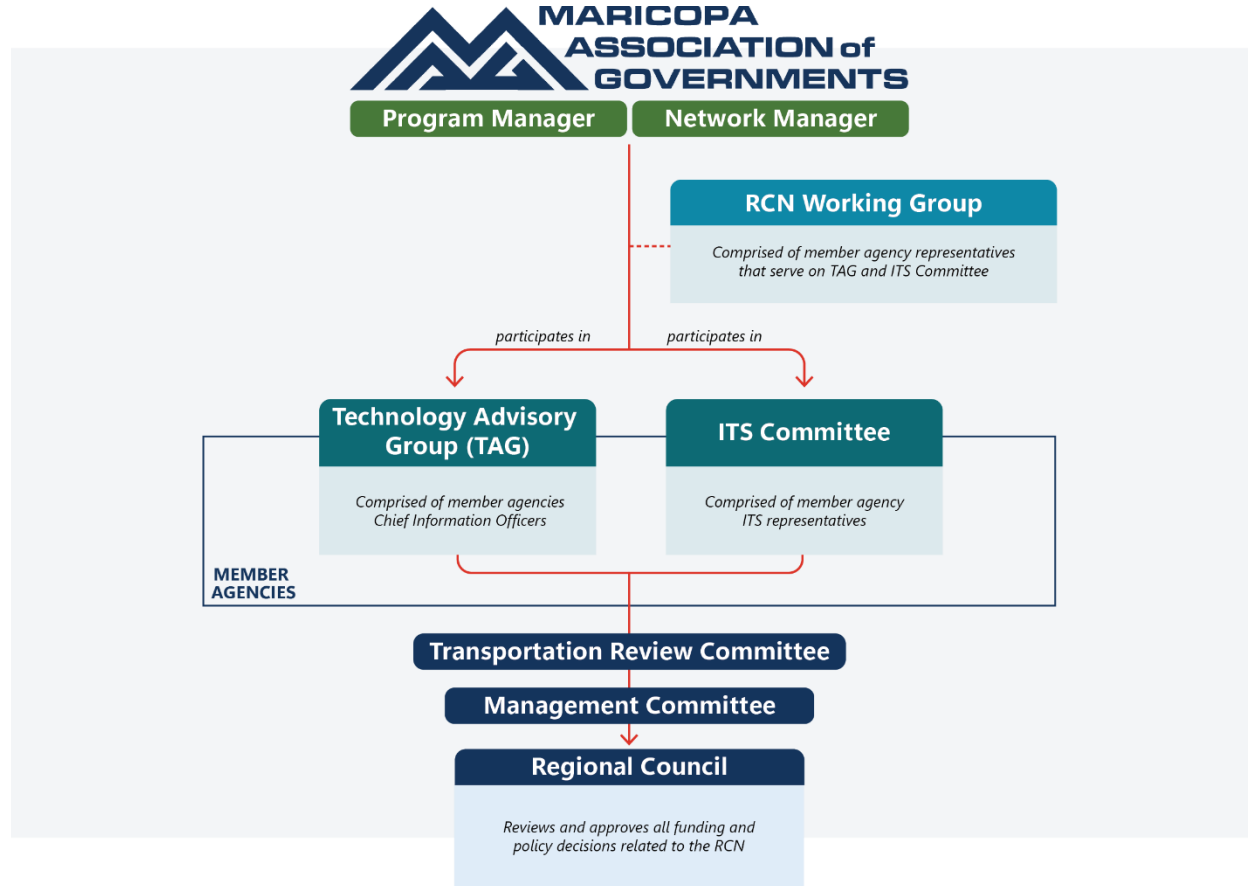 MARICOPA
ASSOCIATION of
GOVERNMENTS
Program Manager
Network Manager
RCN Working Group
Comprised of member agency representatives
that serve on TAG and ITS Committee
participates in
participates in
Technology Advisory
Group (TAG)
Comprised of member agencies
Chief Information Officers
ITS Committee
Comprised of member agency
ITS representatives
MEMBER
AGENCIES
Transportation Review Committee
Management Committee
Regional Council
Reviews and approves all funding and
policy decisions related to the RCN